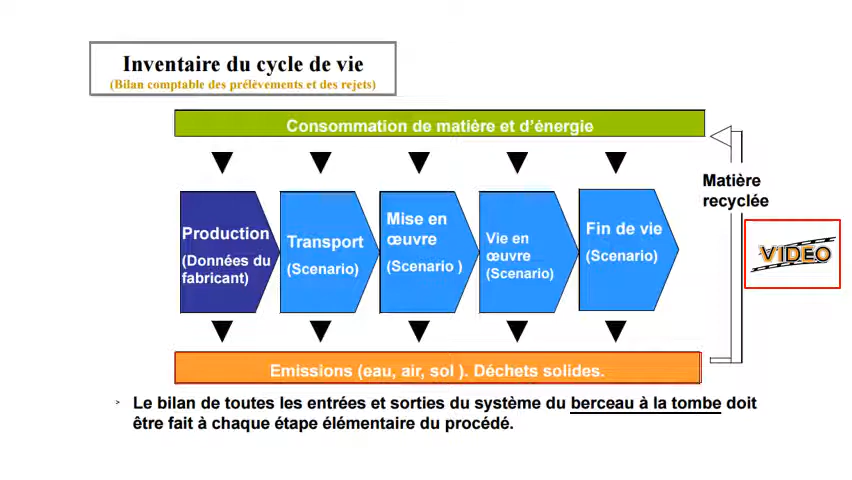 Inventaire du cycle de vie
(Bilan comptable des prélèvements et des rejets)
Consommation de matière et d'énergie
Matière
recyclée
Production
(Données du
fabricant)
Transport
(Scenario)
Mise en
œuvre
(Scenario )
Vie en
œuvre
(Scenario)
Fin de vie
(Scenario)
VIDEO
Emissions (eau, air, sol ). Déchets solides.
> Le bilan de toutes les entrées et sorties du système du berceau à la tombe doit
être fait à chaque étape élémentaire du procédé.